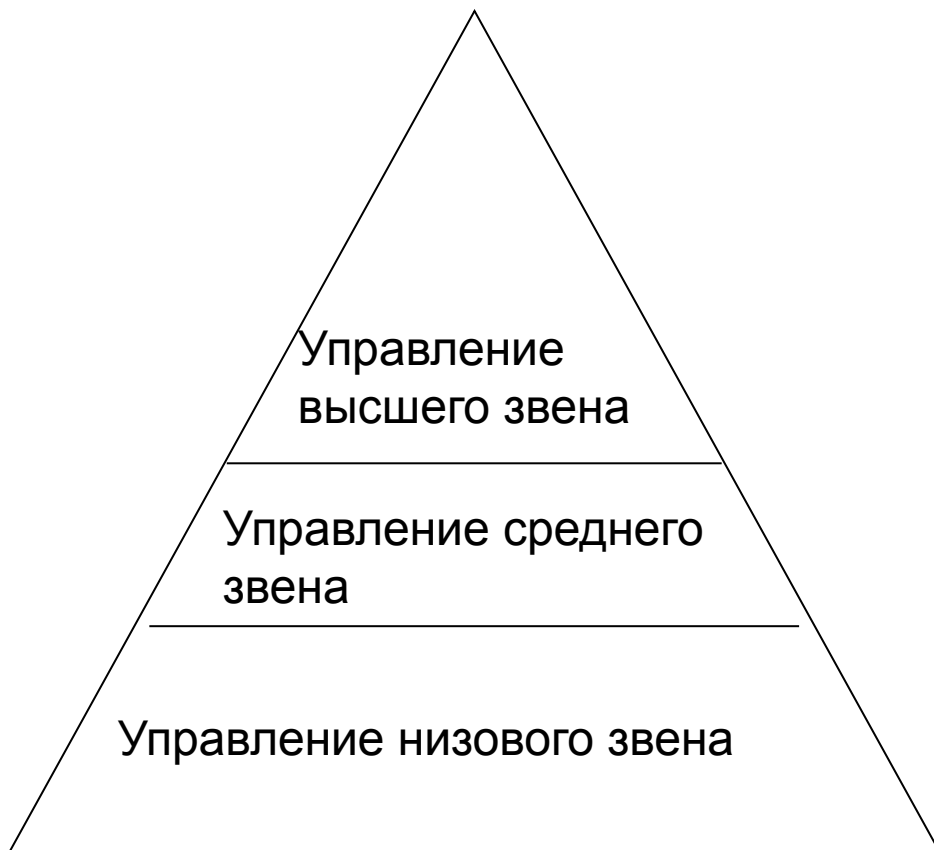 Управление
высшего звена
Управление среднего
звена
Управление низового звена